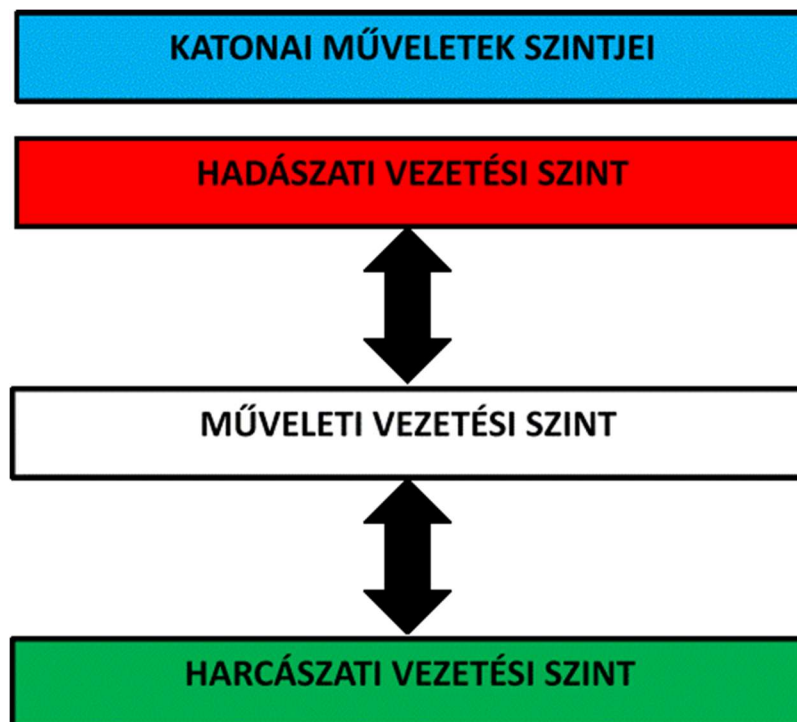 KATONAI MŰVELETEK SZINTJEI
HADÁSZATI VEZETÉSI SZINT
MŰVELETI VEZETÉSI SZINT
HARCÁSZATI VEZETÉSI SZINT